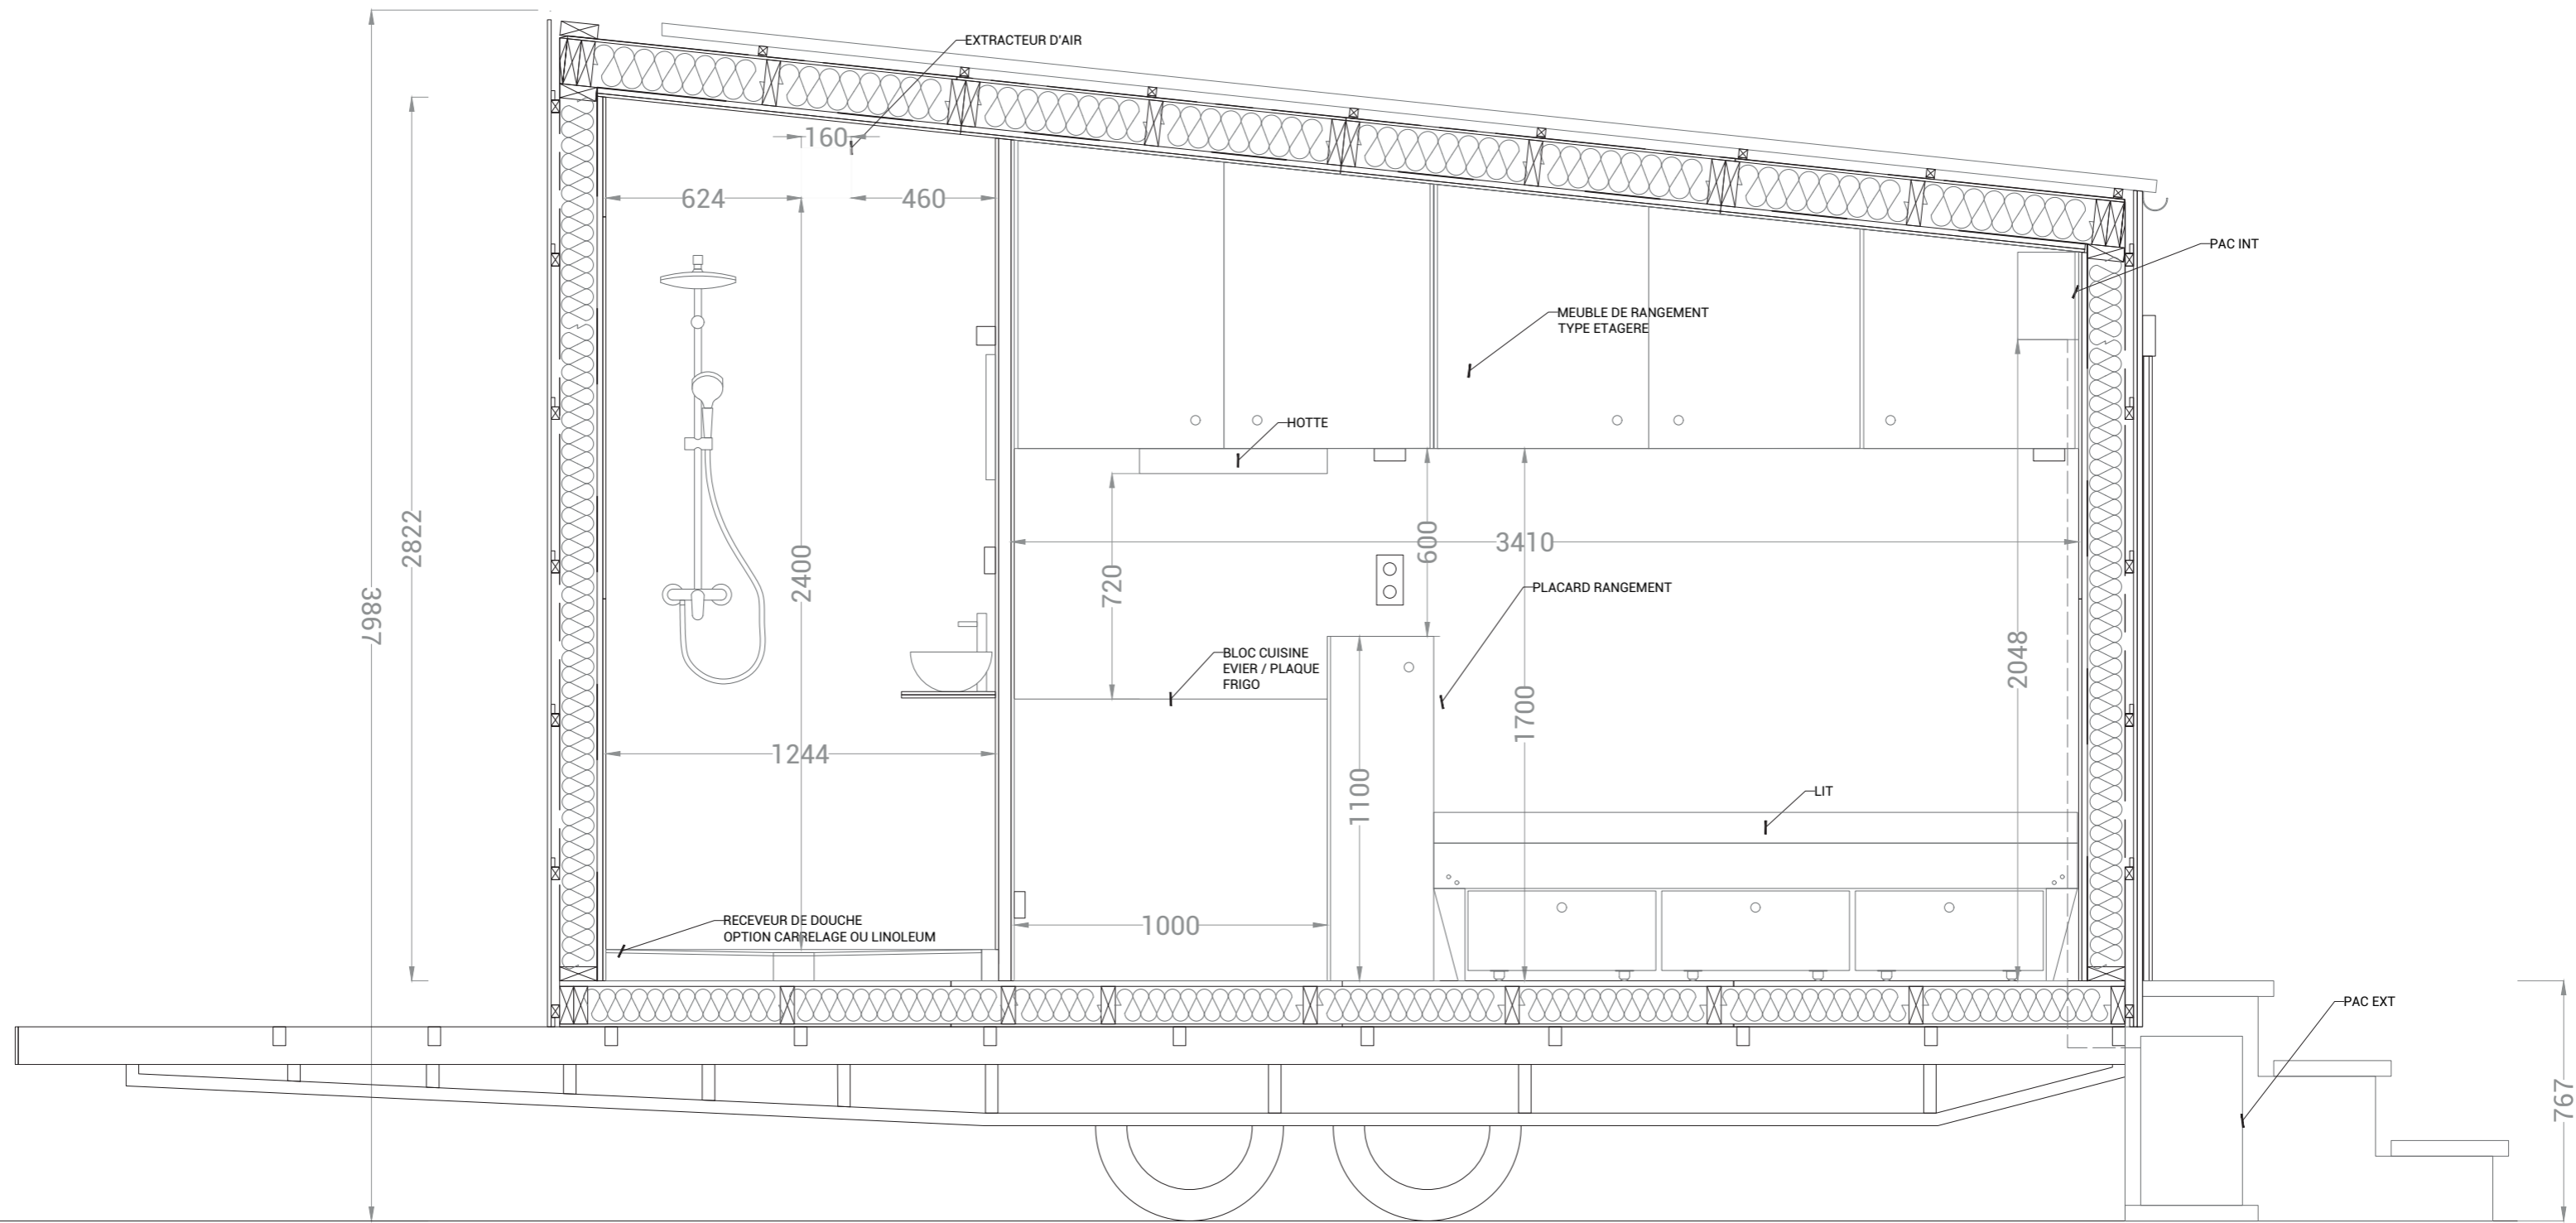 EXTRACTEUR D'AIR
160
624
460
PAC INT
MEUBLE DE RANGEMENT
TYPE ETAGERE
HOTTE
2822
3867
2400
720
600
3410
PLACARD RANGEMENT
2048
BLOC CUISINE
EVIER / PLAQUE
FRIGO
1700
1244
1100
LIT
RECEVEUR DE DOUCHE
OPTION CARRELAGE OU LINOLEUM
1000
PAC EXT
767